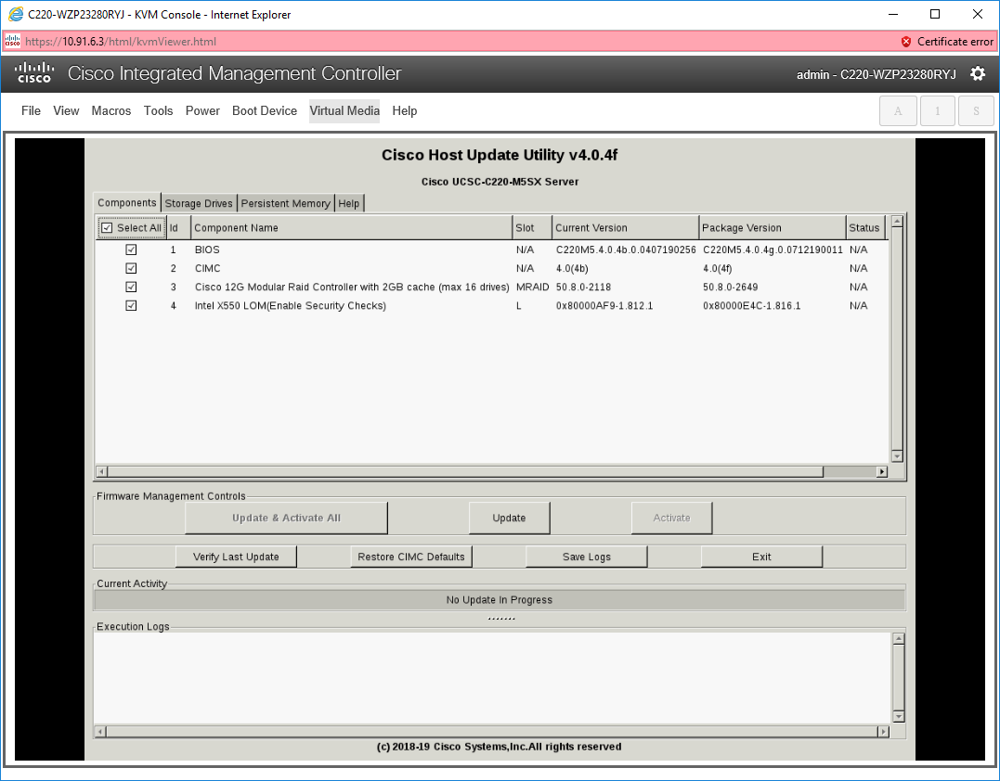 C220-WZP23280RYJ - KVM Console - Internet Explorer
https://10.91.6.3/html/kvmViewer.html Certificate error
cisco Cisco Integrated Management Controller admin - C220-WZP23280RYJ
File View Macros Tools Power Boot Device Virtual Media Help A 1 S
Cisco Host Update Utility v4.0.4f
Cisco UCSC-C220-M5SX Server
Components Storage Drives Persistent Memory Help
Select All Id Component Name Slot Current Version Package Version Status
1 BIOS N/A C220M5.4.0.4b.0.0407190256 C220M5.4.0.4g.0.0712190011 N/A
2 CIMC N/A 4.0(4b) 4.0(4f) N/A
3 Cisco 12G Modular Raid Controller with 2GB cache (max 16 drives) MRAID 50.8.0-2118 50.8.0-2649 N/A
4 Intel X550 LOM(Enable Security Checks) L 0x80000AF9-1.812.1 0x80000E4C-1.816.1 N/A
Firmware Management Controls
Update & Activate All Update Activate
Verify Last Update Restore CIMC Defaults Save Logs Exit
Current Activity
No Update In Progress
Execution Logs
(c) 2018-19 Cisco Systems,Inc.All rights reserved